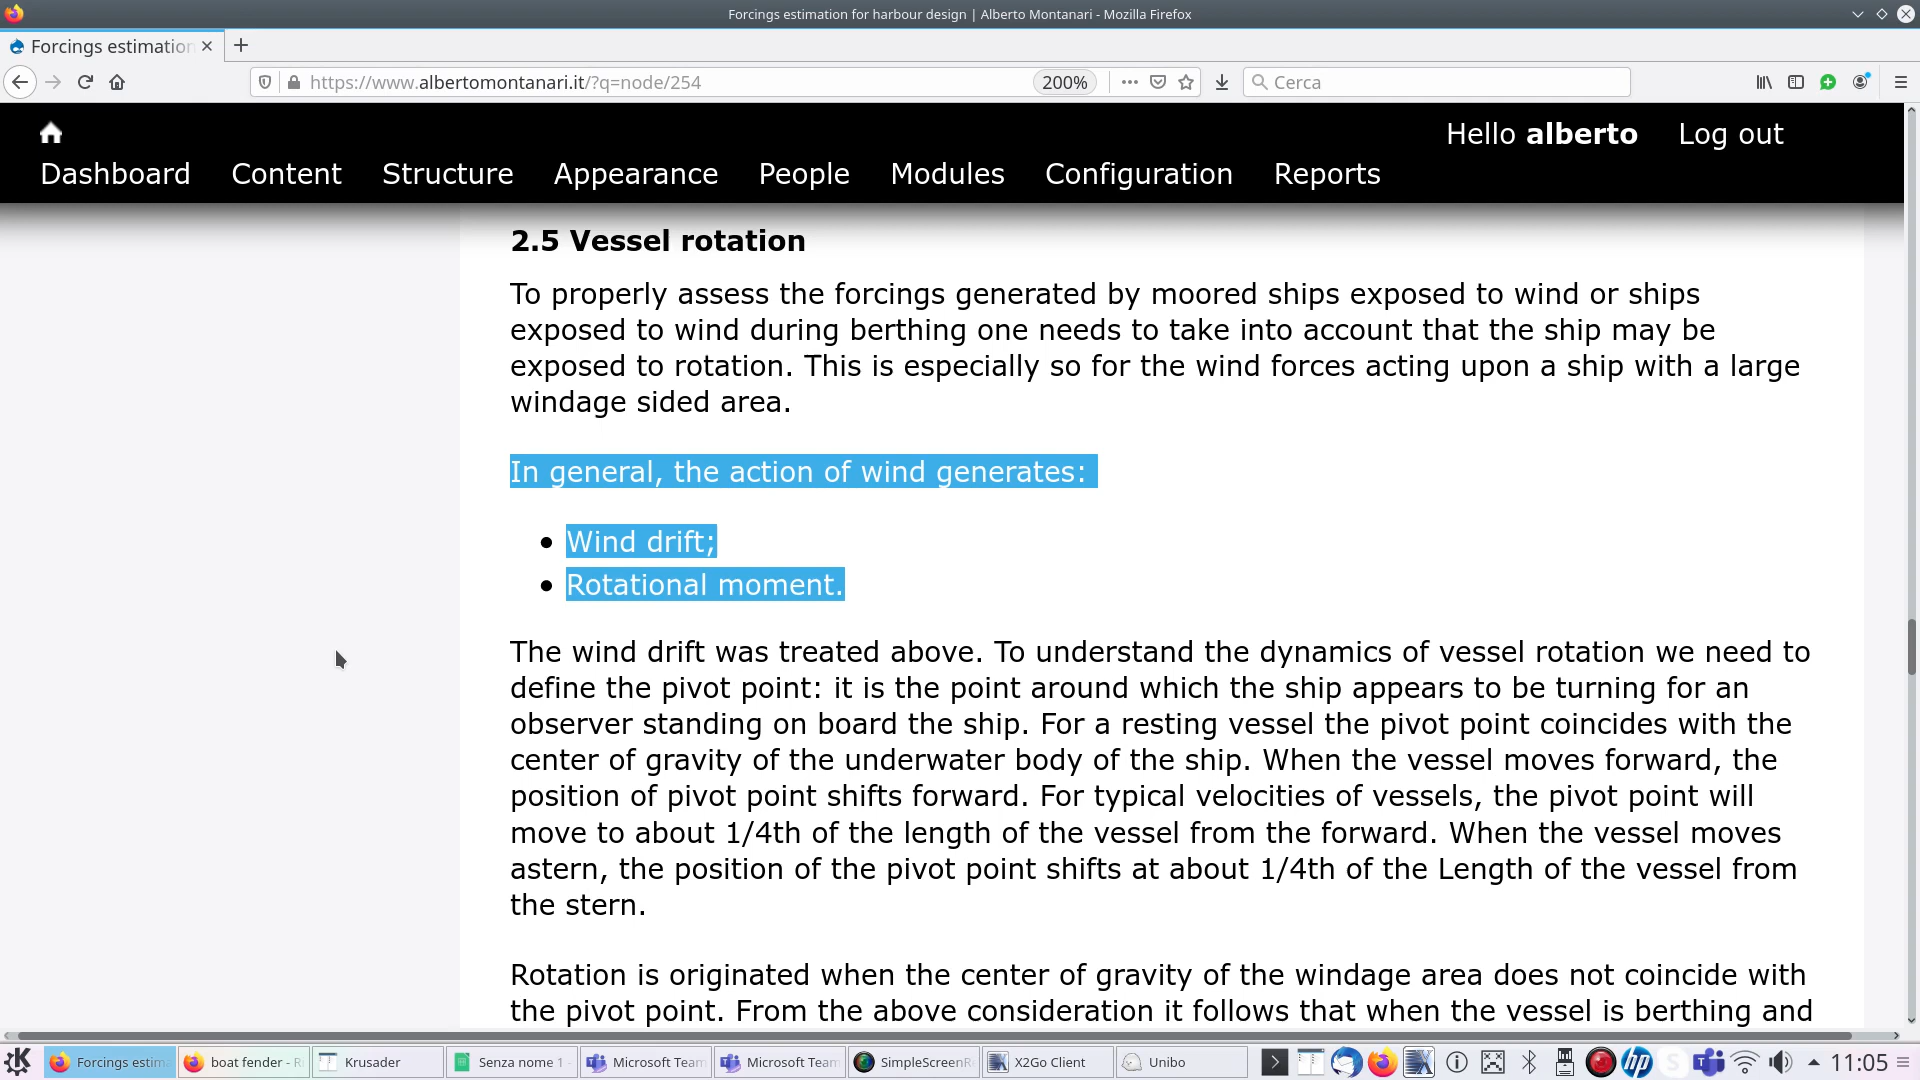 Forcings estimation for harbour design | Alberto Montanari - Mozilla Firefox
Forcings estimation
https://www.albertomontanari.it/?q=node/254
200%
Cerca
Hello alberto Log out
Dashboard Content Structure Appearance People Modules Configuration Reports
2.5 Vessel rotation
To properly assess the forcings generated by moored ships exposed to wind or ships
exposed to wind during berthing one needs to take into account that the ship may be
exposed to rotation. This is especially so for the wind forces acting upon a ship with a large
windage sided area.
In general, the action of wind generates:
Wind drift;
Rotational moment.
The wind drift was treated above. To understand the dynamics of vessel rotation we need to
define the pivot point: it is the point around which the ship appears to be turning for an
observer standing on board the ship. For a resting vessel the pivot point coincides with the
center of gravity of the underwater body of the ship. When the vessel moves forward, the
position of pivot point shifts forward. For typical velocities of vessels, the pivot point will
move to about 1/4th of the length of the vessel from the forward. When the vessel moves
astern, the position of the pivot point shifts at about 1/4th of the Length of the vessel from
the stern.
Rotation is originated when the center of gravity of the windage area does not coincide with
the pivot point. From the above consideration it follows that when the vessel is berthing and
Forcings estima boat fender - R Krusader Senza nome 1 - Microsoft Team Microsoft Team SimpleScreenR X2Go Client Unibo hp 11:05